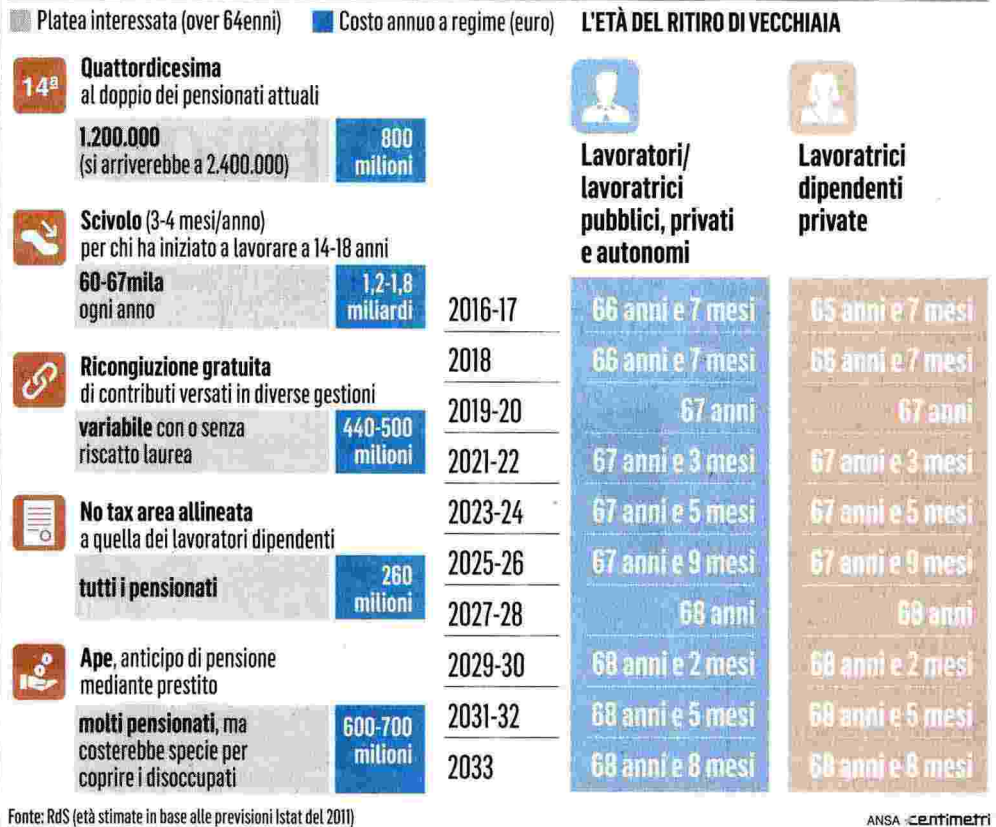 Platea interessata (over 64enni)
Costo annuo a regime (euro)
14ª
Quattordicesima
al doppio dei pensionati attuali
1.200.000
(si arriverebbe a 2.400.000)
800
milioni
Scivolo (3-4 mesi/anno)
per chi ha iniziato a lavorare a 14-18 anni
60-67mila
ogni anno
1,2-1,8
miliardi
Ricongiuzione gratuita
di contributi versati in diverse gestioni
variabile con o senza
riscatto laurea
440-500
milioni
No tax area allineata
a quella dei lavoratori dipendenti
tutti i pensionati
260
milioni
Ape, anticipo di pensione
mediante prestito
molti pensionati, ma
costerebbe specie per
coprire i disoccupati
600-700
milioni
L'ETÀ DEL RITIRO DI VECCHIAIA
Lavoratori/
lavoratrici
pubblici, privati
e autonomi
Lavoratrici
dipendenti
private
2016-17 66 anni e 7 mesi 65 anni e 7 mesi
2018 66 anni e 7 mesi 66 anni e 7 mesi
2019-20 67 anni 67 anni
2021-22 67 anni e 3 mesi 67 anni e 3 mesi
2023-24 67 anni e 5 mesi 67 anni e 5 mesi
2025-26 67 anni e 9 mesi 67 anni e 9 mesi
2027-28 68 anni 68 anni
2029-30 68 anni e 2 mesi 68 anni e 2 mesi
2031-32 68 anni e 5 mesi 68 anni e 5 mesi
2033 68 anni e 8 mesi 68 anni e 8 mesi
Fonte: RdS (età stimate in base alle previsioni Istat del 2011)
ANSA centimetri